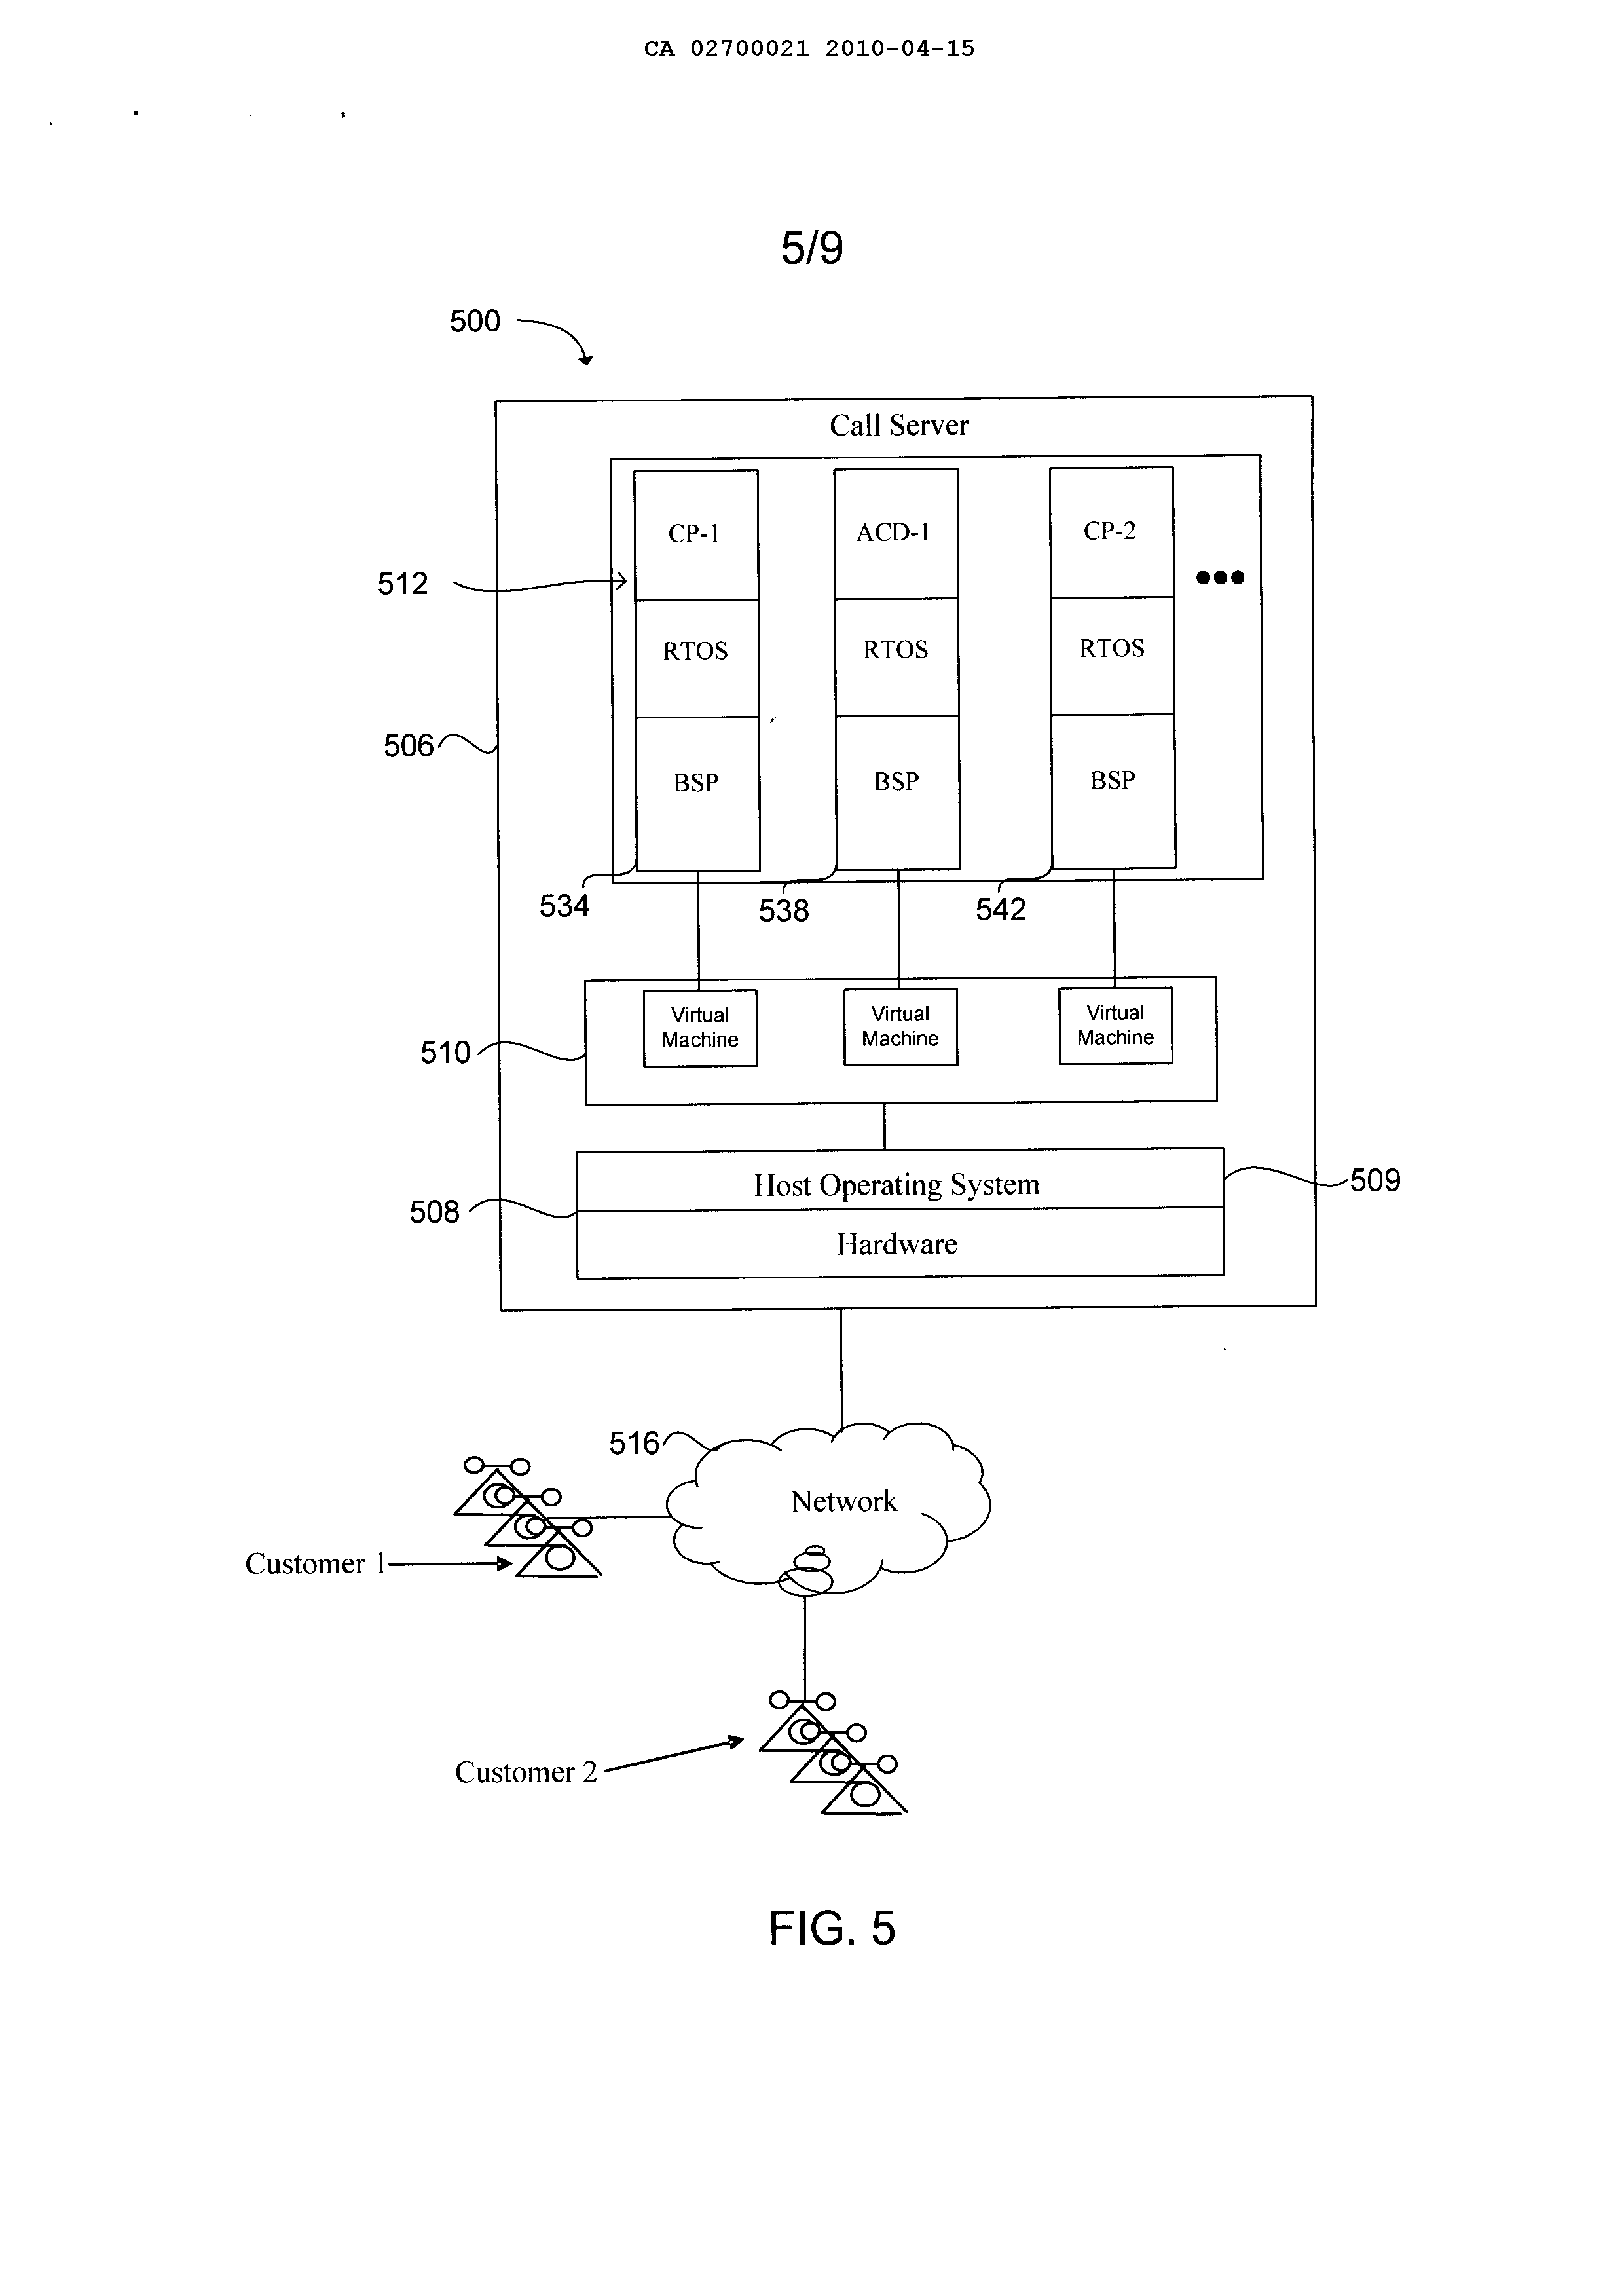 CA 02700021 2010-04-15
5/9
500
Call Server
CP-1
ACD-1
CP-2
512
RTOS
RTOS
RTOS
506
BSP
BSP
BSP
534
538
542
Virtual
Machine
Virtual
Machine
Virtual
Machine
510
Host Operating System
509
508
Hardware
516
Network
Customer 1
Customer 2
FIG. 5